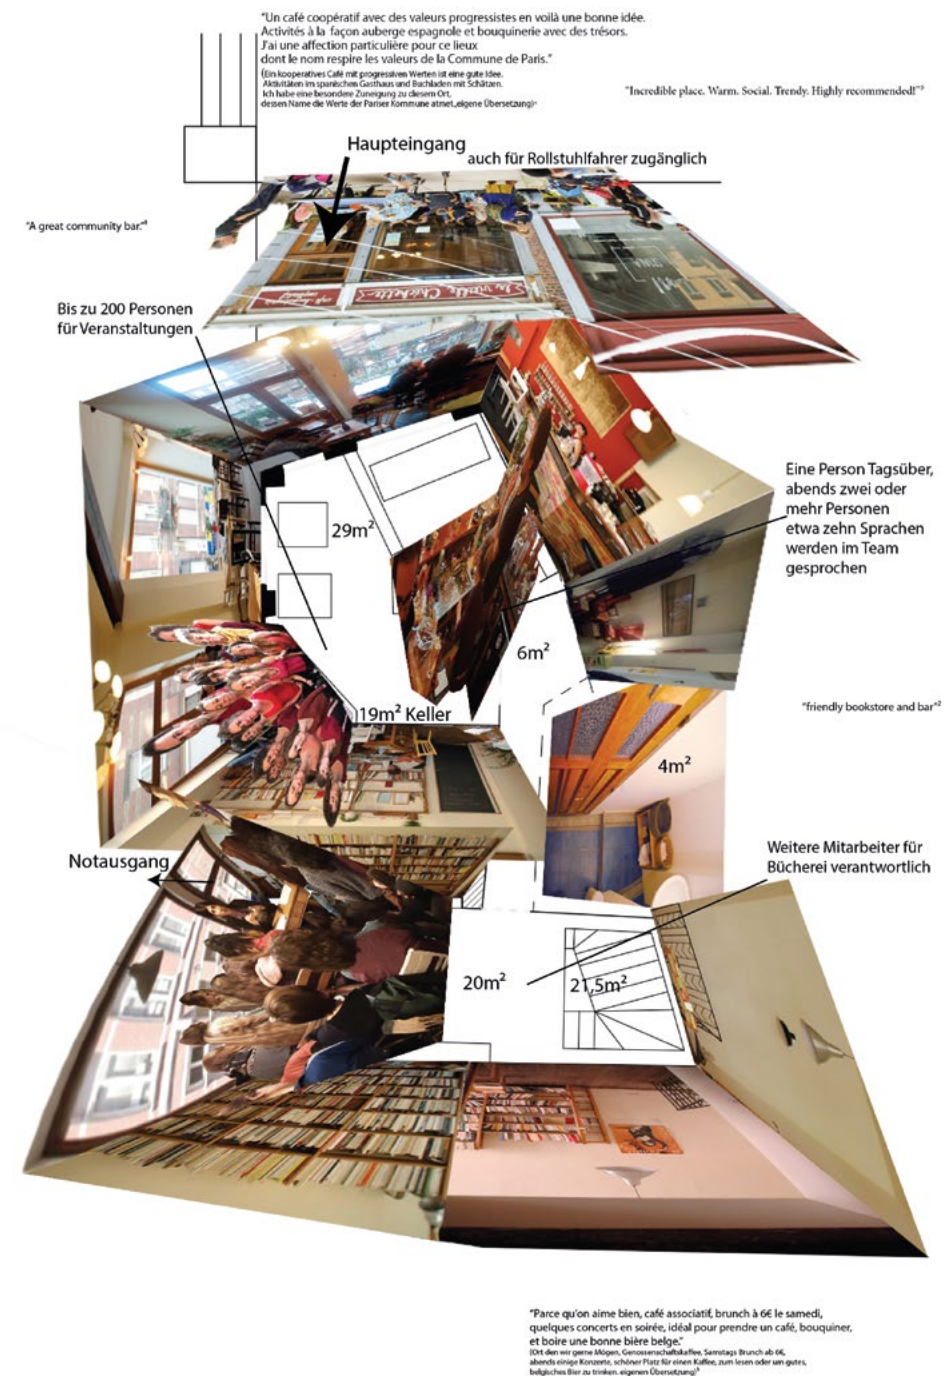 "Un café coopératif avec des valeurs progressistes en voilà une bonne idée.
Activités à la façon auberge espagnole et bouquinerie avec des trésors.
J'ai une affection particulière pour ce lieux
dont le nom respire les valeurs de la Commune de Paris."
(Ein kooperatives Café mit progressiven Werten ist eine gute Idee.
Aktivitäten im spanischen Gasthaus und Buchladen mit Schätzen.
Ich habe eine besondere Zuneigung zu diesem Ort,
dessen Name die Werte der Pariser Kommune atmet,eigene Übersetzung)⁴
"Incredible place. Warm. Social. Trendy. Highly recommended!"³
Haupteingang
auch für Rollstuhlfahrer zugänglich
"A great community bar."¹
la vieille Chéchette
Bis zu 200 Personen
für Veranstaltungen
29m²
Eine Person Tagsüber,
abends zwei oder
mehr Personen
etwa zehn Sprachen
werden im Team
gesprochen
6m²
19m² Keller
"friendly bookstore and bar"²
4m²
Notausgang
Weitere Mitarbeiter für
Bücherei verantwortlich
20m²
21,5m²
"Parce qu'on aime bien, café associatif, brunch à 6€ le samedi,
quelques concerts en soirée, idéal pour prendre un café, bouquiner,
et boire une bonne bière belge."
(Ort den wir gerne Mögen, Genossenschaftskaffee, Samstags Brunch ab 6€,
abends einige Konzerte, schöner Platz für einen Kaffee, zum lesen oder um gutes,
belgisches Bier zu trinken. eigenen Übersetzung)⁵